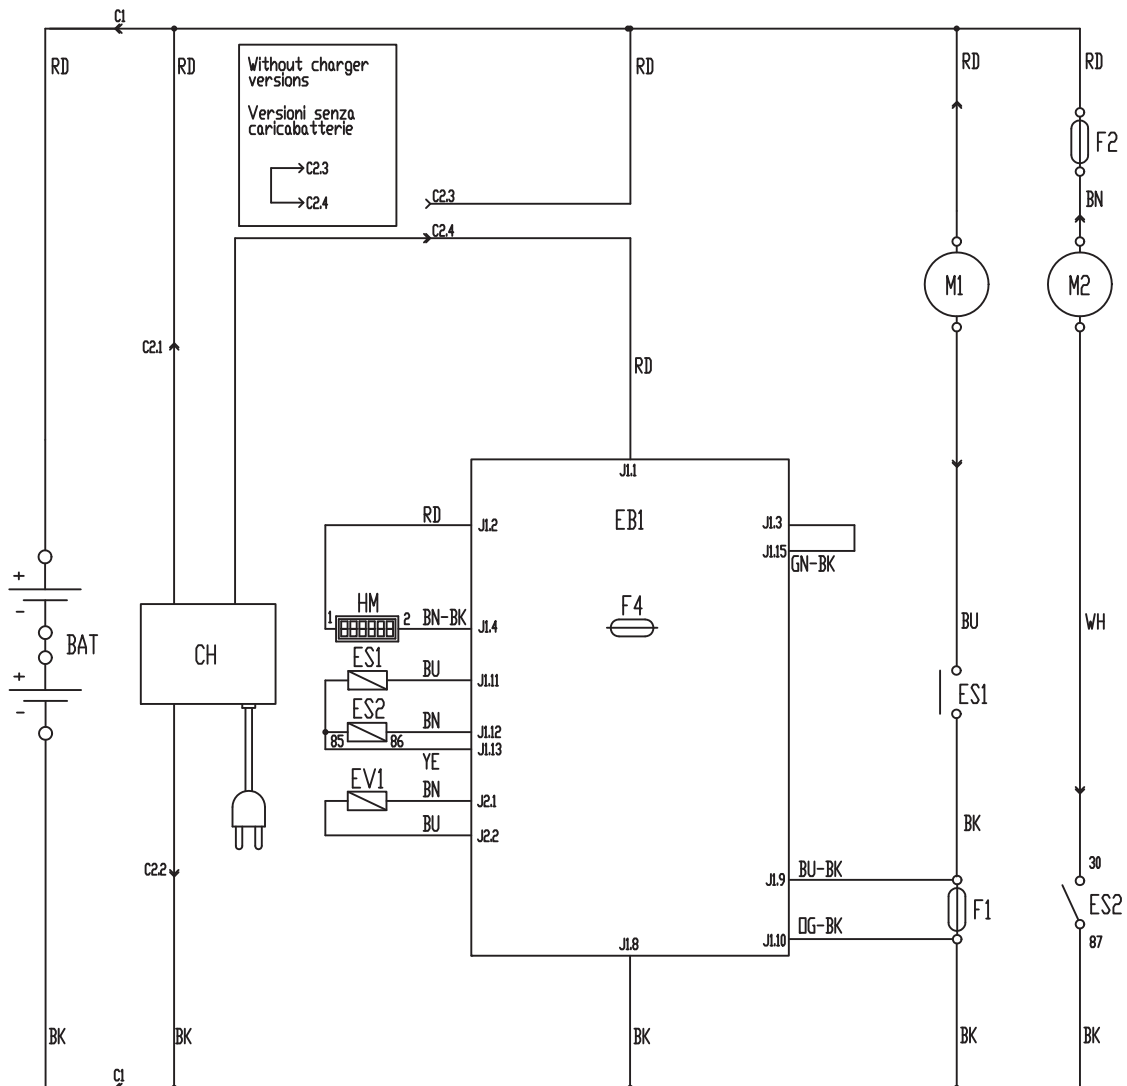 C1
RD
RD
RD
RD
RD
Without charger
versions
Versioni senza
caricabatterie
C2.3
C2.4
F2
C2.3
BN
C2.4
M1
M2
C2.1
RD
J1.1
RD
J1.2
EB1
J1.3
J1.15
GN-BK
+
-
HM
1
2
BN-BK
J1.4
F4
BU
WH
BAT
CH
ES1
BU
J1.11
+
-
ES2
BN
J1.12
85
86
J1.13
YE
ES1
EV1
BN
J2.1
BU
J2.2
BK
C2.2
J1.9
BU-BK
30
F1
ES2
J1.8
J1.10
OG-BK
87
BK
BK
BK
BK
BK
C1